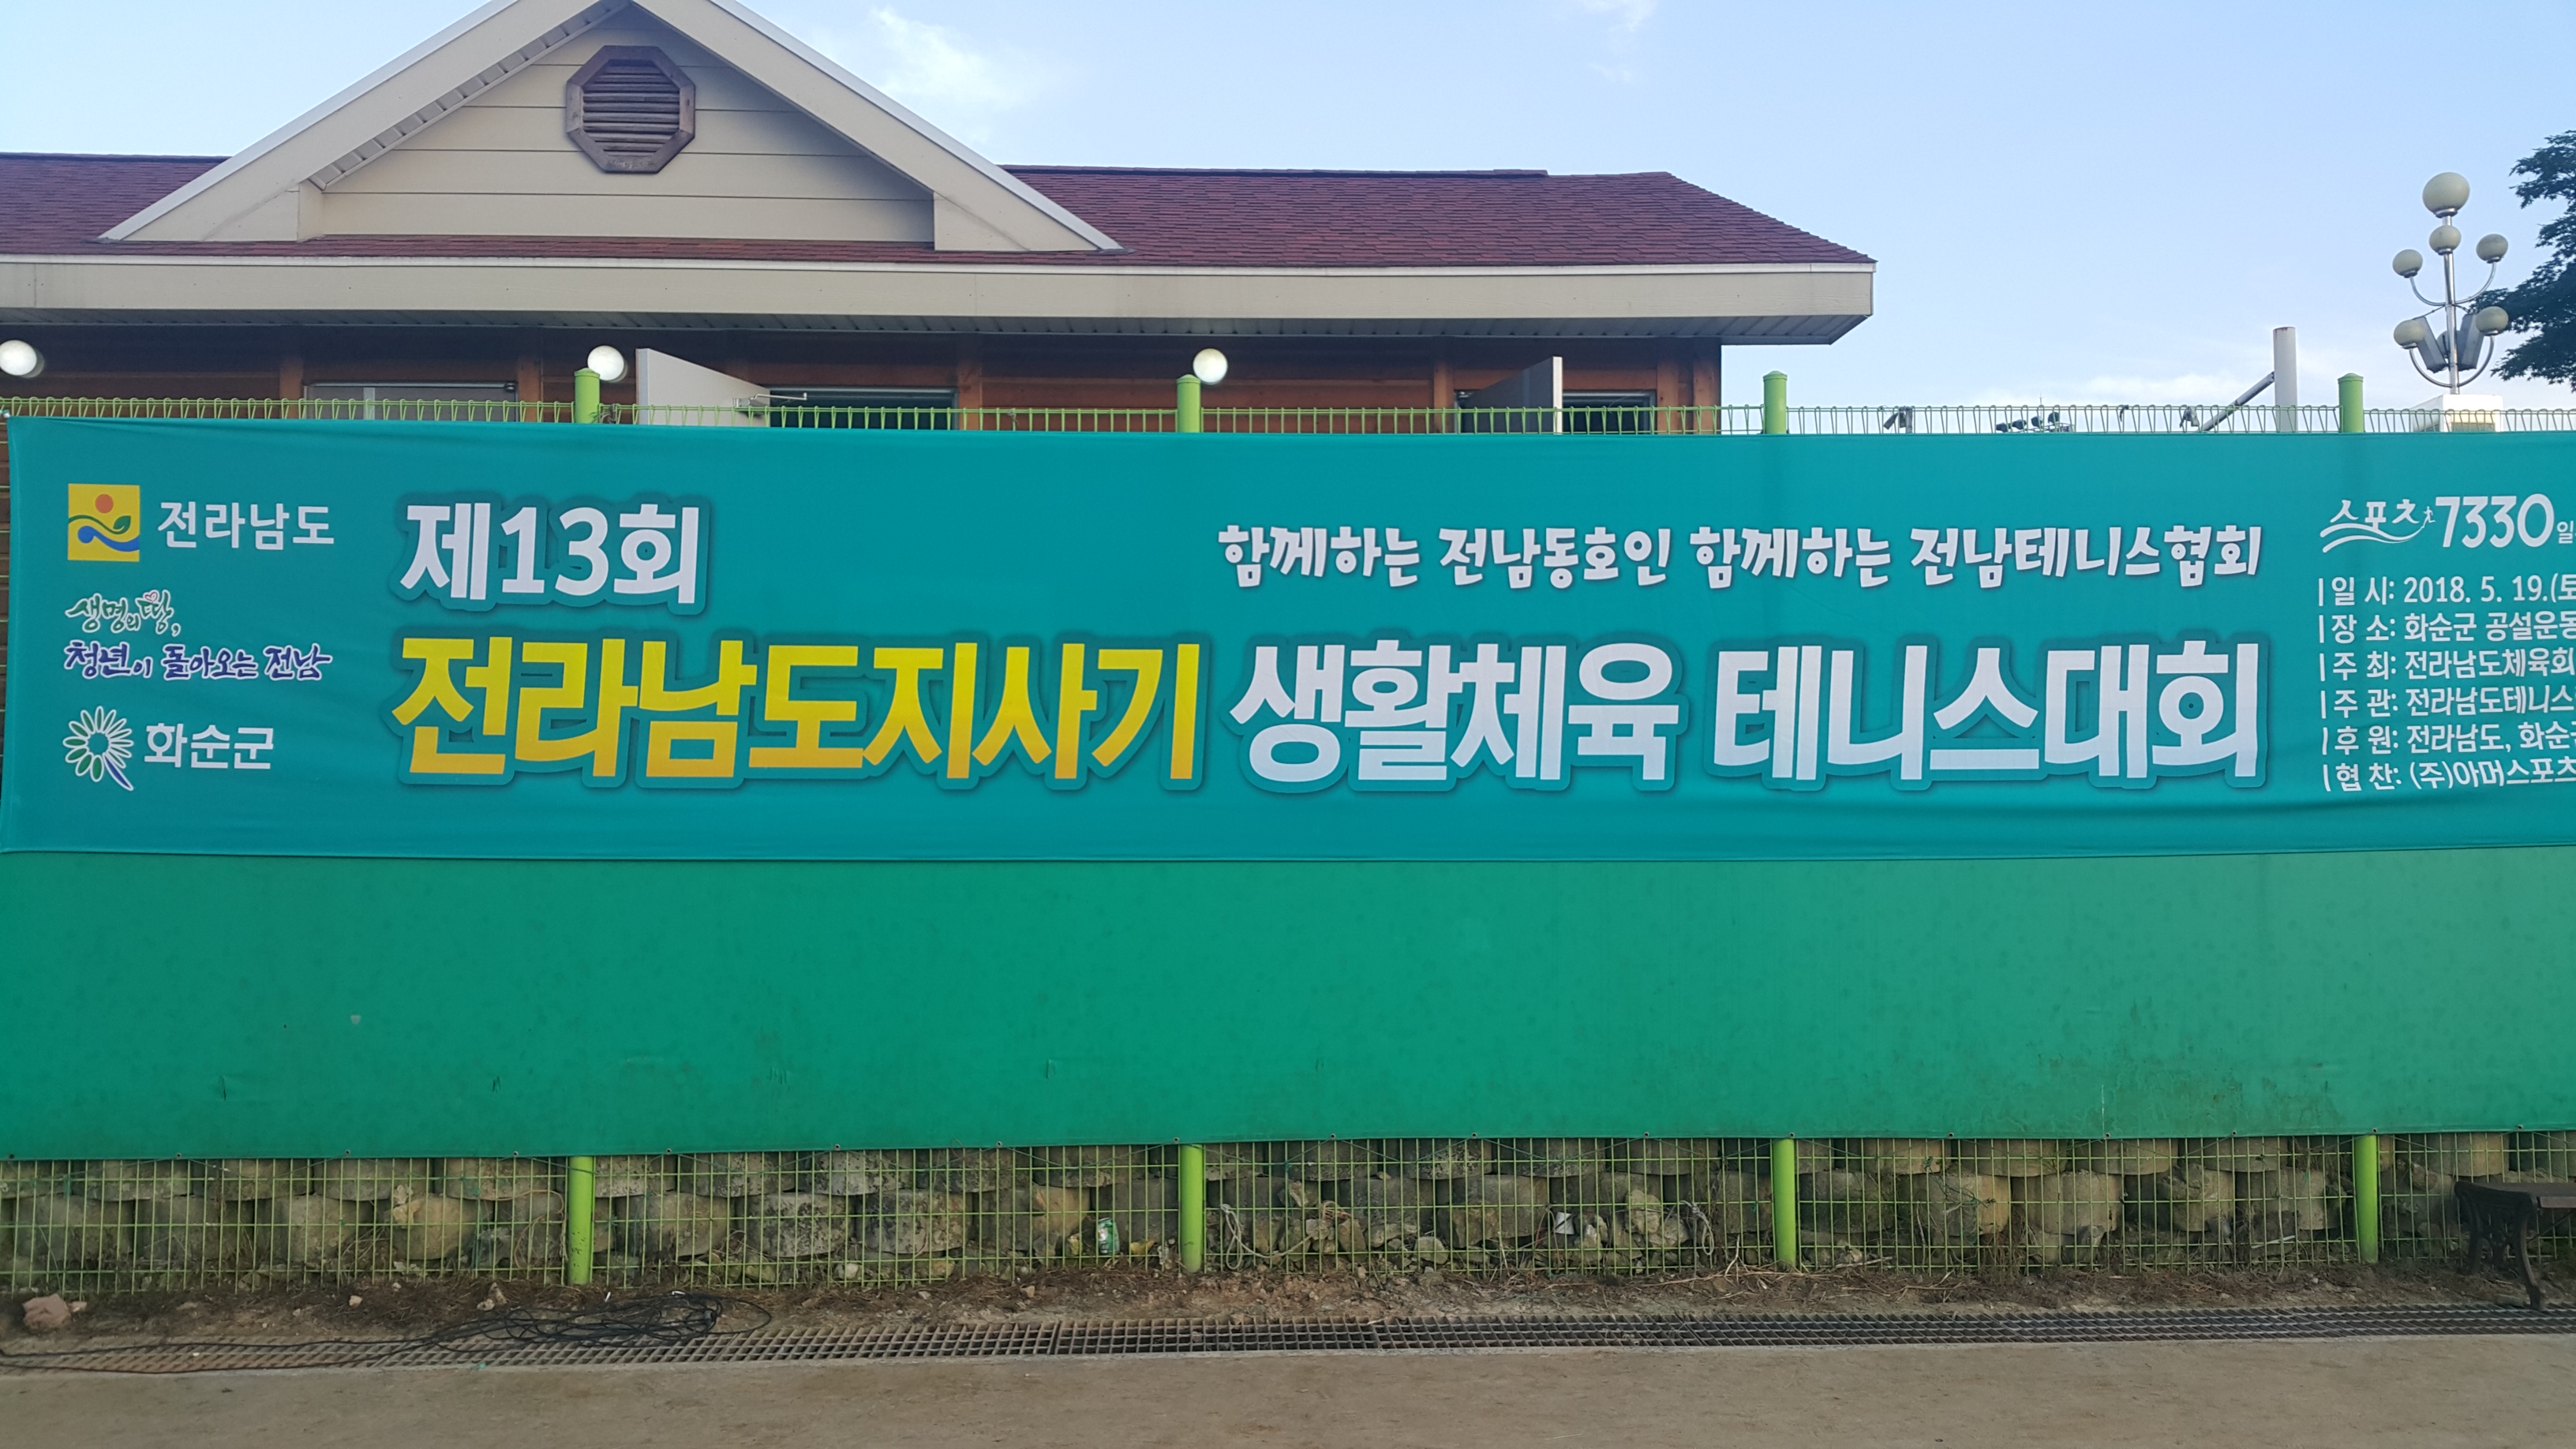 전라남도
생명의 땅,
청년이 돌아오는 전남
화순군
제13회
함께하는 전남동호인 함께하는 전남테니스협회
전라남도지사기 생활체육 테니스대회
스포츠 7330
일 시: 2018. 5. 19.(토
장 소: 화순군 공설운동
주 최: 전라남도체육회
주 관: 전라남도테니스
후 원: 전라남도, 화순군
협 찬: (주)아머스포츠